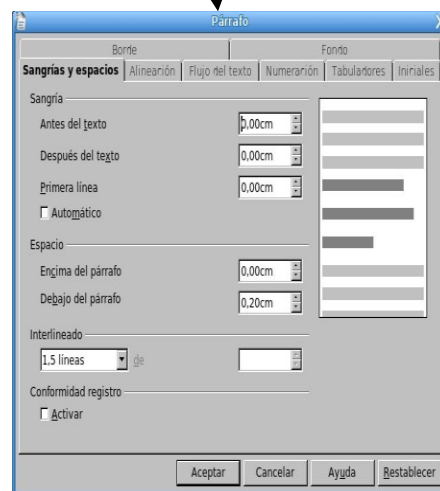 Párrafo
Borde Fondo
Sangrías y espacios Alineación Flujo del texto Numeración Tabuladores Iniciales
Sangría
Antes del texto 0,00cm
Después del texto 0,00cm
Primera línea 0,00cm
Automático
Espacio
Encima del párrafo 0,00cm
Debajo del párrafo 0,20cm
Interlineado
1,5 líneas de
Conformidad registro
Activar
Aceptar Cancelar Ayuda Restablecer